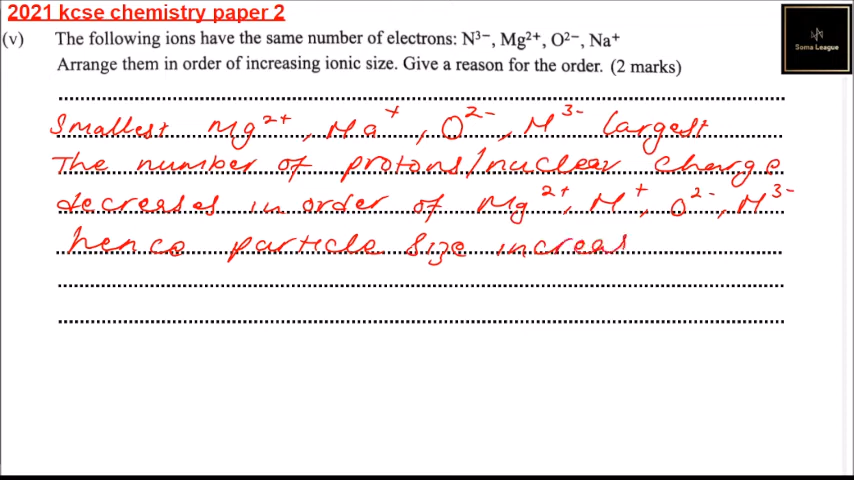 2021 kcse chemistry paper 2
(v) The following ions have the same number of electrons: N³⁻, Mg²⁺, O²⁻, Na⁺
Arrange them in order of increasing ionic size. Give a reason for the order. (2 marks)
Soma League
Smallest Mg²⁺, Na⁺, O²⁻, N³⁻ largest
The number of protons/nuclear charge
decreases in order of Mg²⁺, N⁺, O²⁻, N³⁻
hence particle size increas